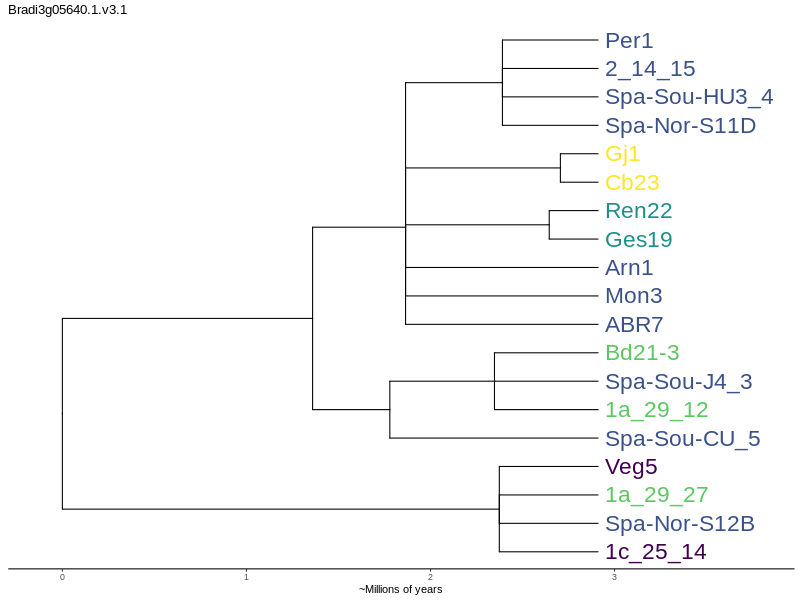 Bradi3g05640.1.v3.1
Per1
2_14_15
Spa-Sou-HU3_4
Spa-Nor-S11D
Gj1
Cb23
Ren22
Ges19
Arn1
Mon3
ABR7
Bd21-3
Spa-Sou-J4_3
1a_29_12
Spa-Sou-CU_5
Veg5
1a_29_27
Spa-Nor-S12B
1c_25_14
0 1 2 3
~Millions of years